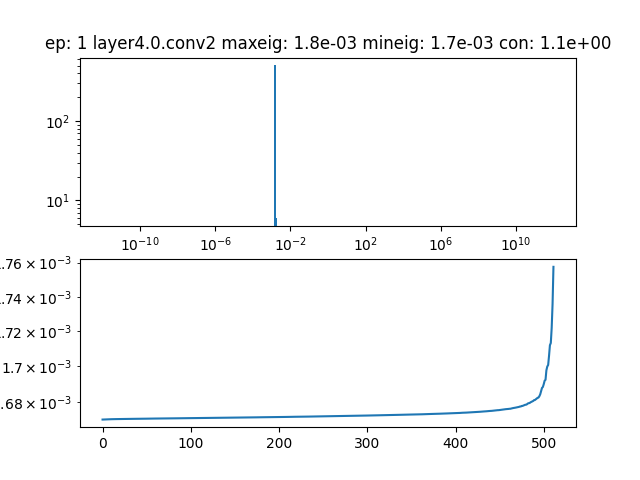 ep: 1 layer4.0.conv2 maxeig: 1.8e-03 mineig: 1.7e-03 con: 1.1e+00
10²
10¹
10⁻¹⁰ 10⁻⁶ 10⁻² 10² 10⁶ 10¹⁰
.76 × 10⁻³
1.74 × 10⁻³
1.72 × 10⁻³
1.7 × 10⁻³
.68 × 10⁻³
0 100 200 300 400 500